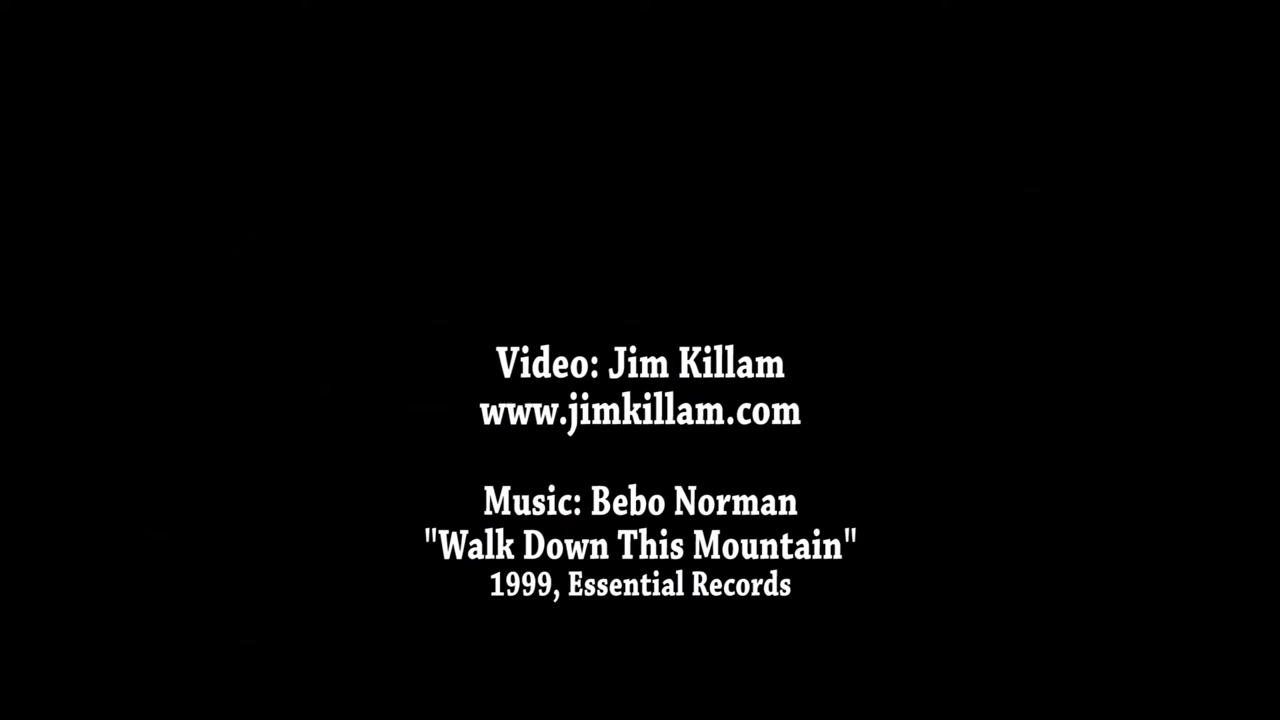 Video: Jim Killam
www.jimkillam.com
Music: Bebo Norman
"Walk Down This Mountain"
1999, Essential Records